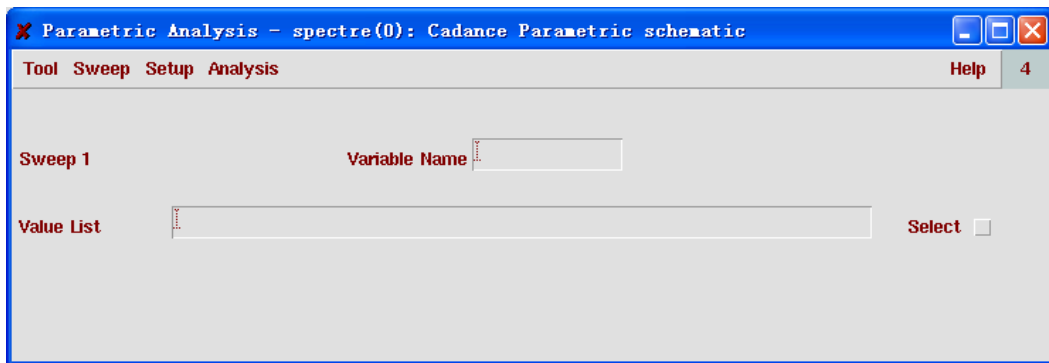 Parametric Analysis - spectre(0): Cadance Parametric schematic
Tool Sweep Setup Analysis Help 4
Sweep 1 Variable Name
Value List Select